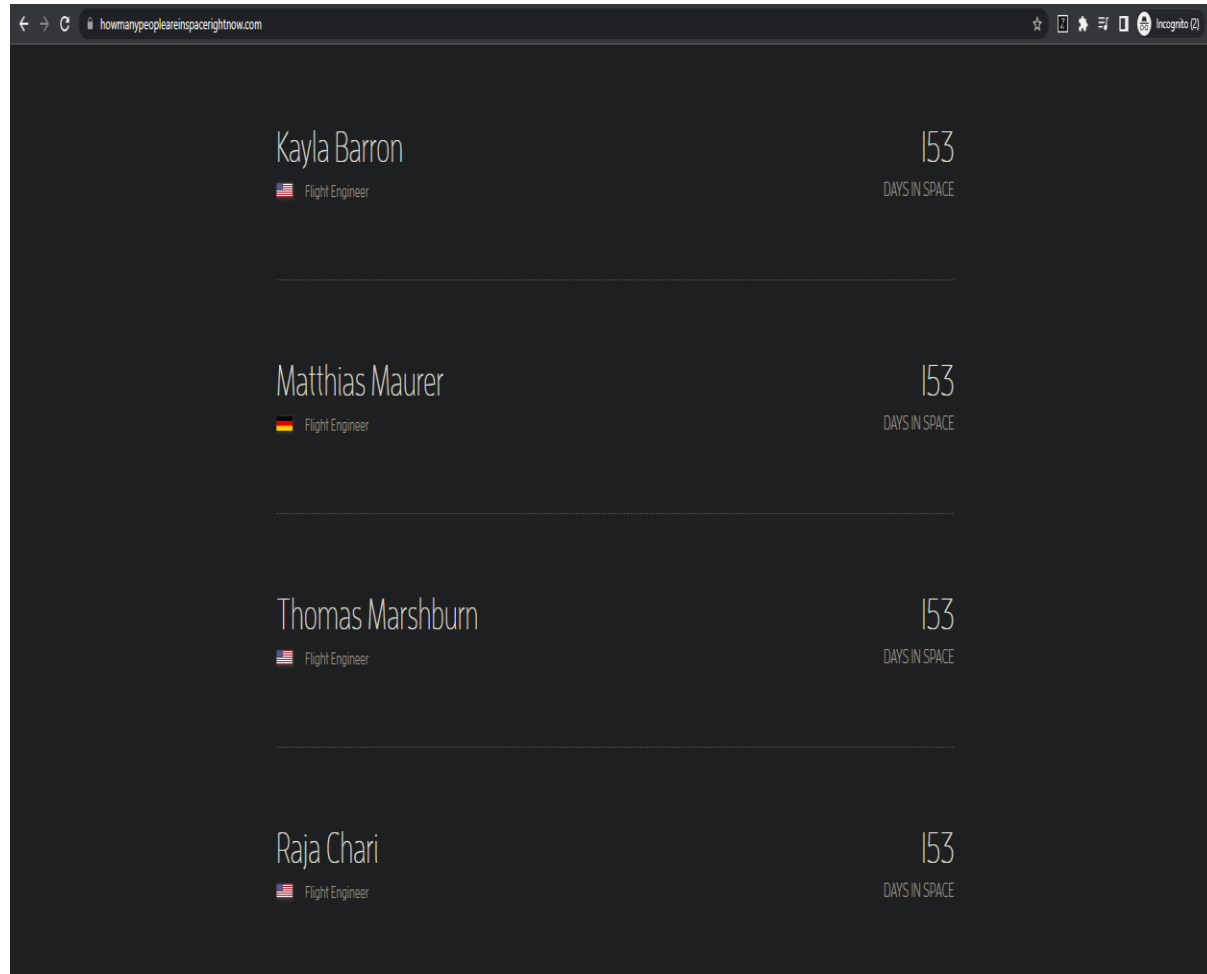 howmanypeopleareinspacerightnow.com
Incognito (2)
Kayla Barron
153
Flight Engineer
DAYS IN SPACE
Matthias Maurer
153
Flight Engineer
DAYS IN SPACE
Thomas Marshburn
153
Flight Engineer
DAYS IN SPACE
Raja Chari
153
Flight Engineer
DAYS IN SPACE